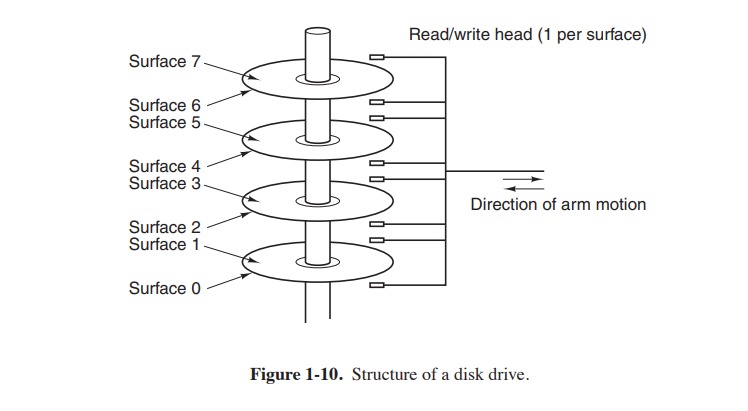 Read/write head (1 per surface)
Surface 7
Surface 6
Surface 5
Surface 4
Surface 3
Surface 2
Surface 1
Surface 0
Direction of arm motion
Figure 1-10. Structure of a disk drive.